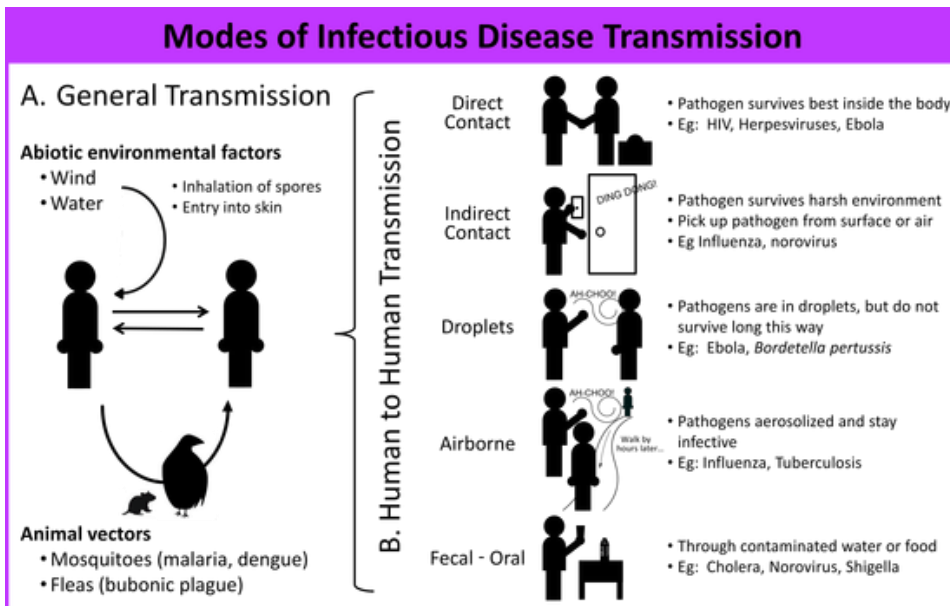 Modes of Infectious Disease Transmission
A. General Transmission
Abiotic environmental factors
• Wind
• Water
• Inhalation of spores
• Entry into skin
Animal vectors
• Mosquitoes (malaria, dengue)
• Fleas (bubonic plague)
B. Human to Human Transmission
Direct
Contact
• Pathogen survives best inside the body
• Eg: HIV, Herpesviruses, Ebola
Indirect
Contact
DING DONG!
• Pathogen survives harsh environment
• Pick up pathogen from surface or air
• Eg Influenza, norovirus
Droplets
AH-CHOO!
• Pathogens are in droplets, but do not
survive long this way
• Eg: Ebola, Bordetella pertussis
Airborne
AH-CHOO!
Walk by
hours later...
• Pathogens aerosolized and stay
infective
• Eg: Influenza, Tuberculosis
Fecal - Oral
• Through contaminated water or food
• Eg: Cholera, Norovirus, Shigella